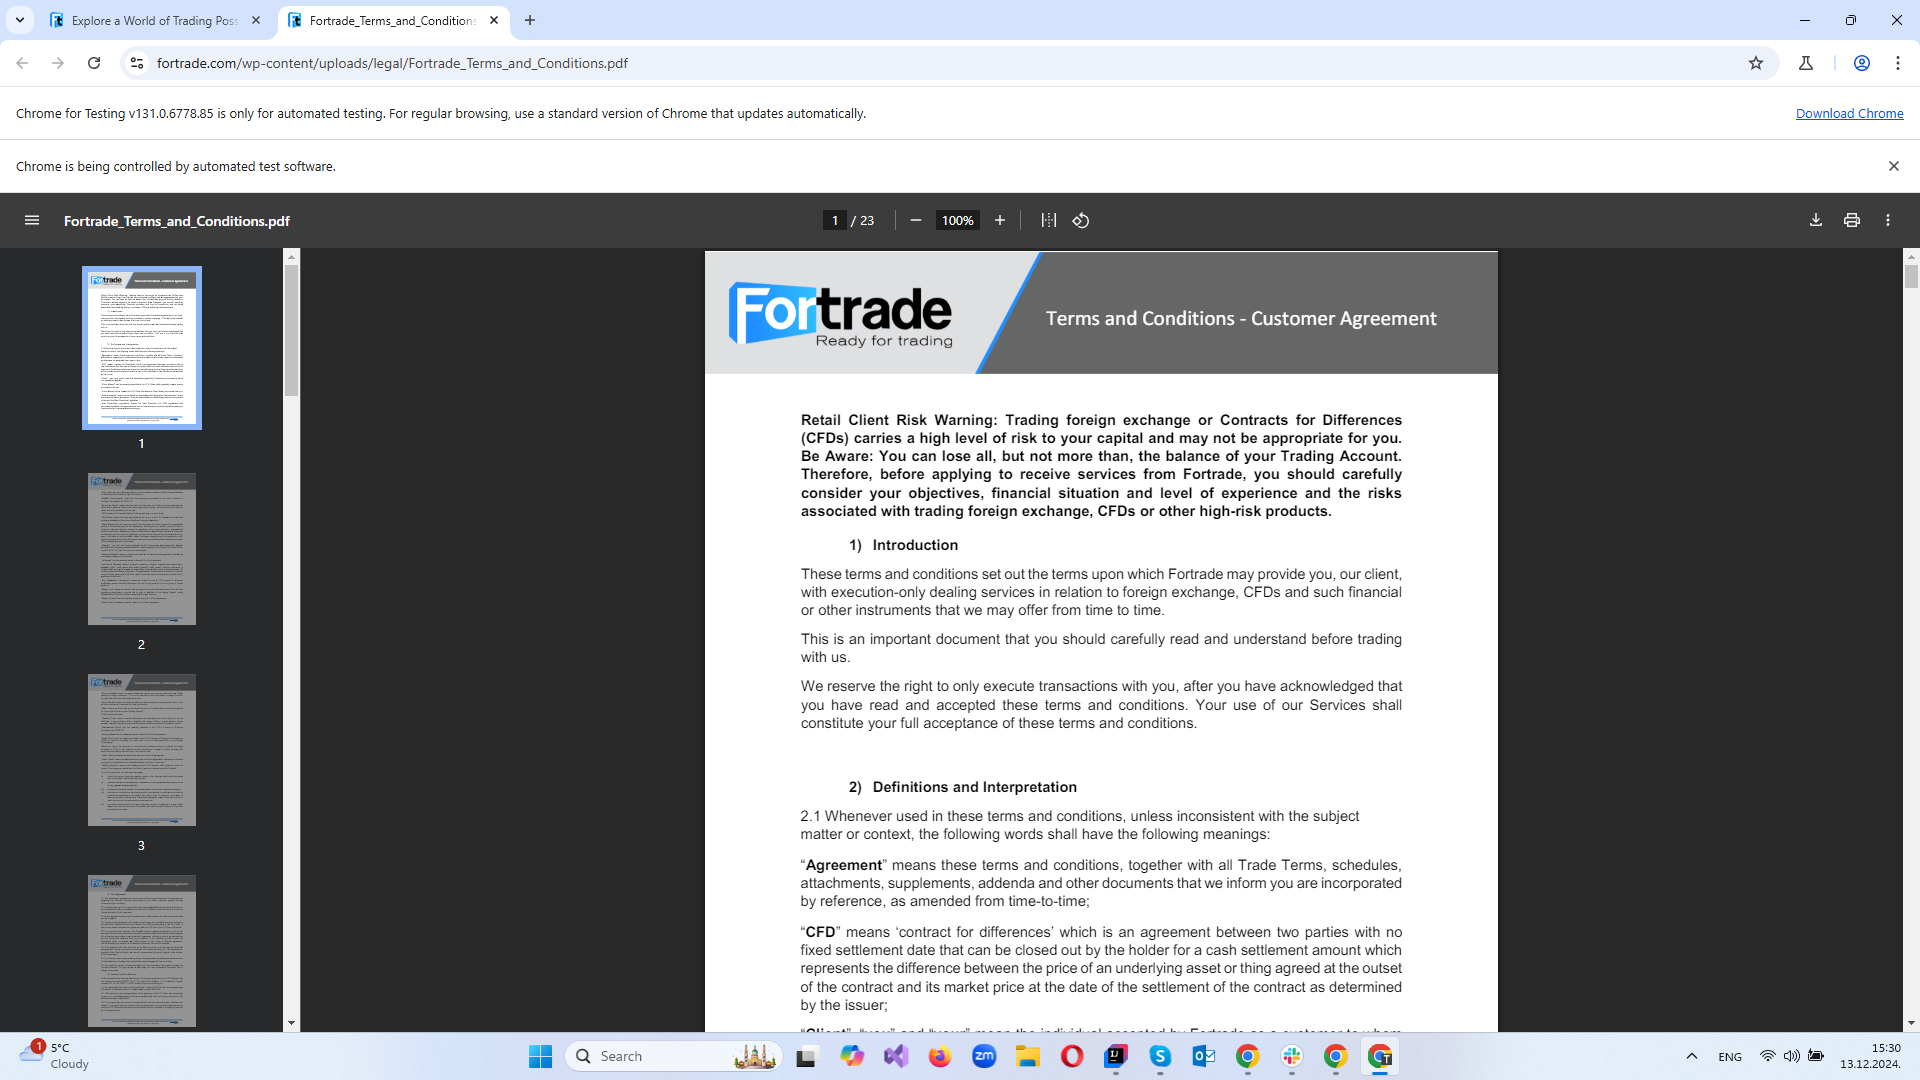 Explore a World of Trading Poss
Fortrade_Terms_and_Conditions
fortrade.com/wp-content/uploads/legal/Fortrade_Terms_and_Conditions.pdf
Chrome for Testing v131.0.6778.85 is only for automated testing. For regular browsing, use a standard version of Chrome that updates automatically.
Download Chrome
Chrome is being controlled by automated test software.
Fortrade_Terms_and_Conditions.pdf
1 / 23
100%
1
2
3
Fortrade
Ready for trading
Terms and Conditions - Customer Agreement
Retail Client Risk Warning: Trading foreign exchange or Contracts for Differences
(CFDs) carries a high level of risk to your capital and may not be appropriate for you.
Be Aware: You can lose all, but not more than, the balance of your Trading Account.
Therefore, before applying to receive services from Fortrade, you should carefully
consider your objectives, financial situation and level of experience and the risks
associated with trading foreign exchange, CFDs or other high-risk products.
1) Introduction
These terms and conditions set out the terms upon which Fortrade may provide you, our client,
with execution-only dealing services in relation to foreign exchange, CFDs and such financial
or other instruments that we may offer from time to time.
This is an important document that you should carefully read and understand before trading
with us.
We reserve the right to only execute transactions with you, after you have acknowledged that
you have read and accepted these terms and conditions. Your use of our Services shall
constitute your full acceptance of these terms and conditions.
2) Definitions and Interpretation
2.1 Whenever used in these terms and conditions, unless inconsistent with the subject
matter or context, the following words shall have the following meanings:
“Agreement” means these terms and conditions, together with all Trade Terms, schedules,
attachments, supplements, addenda and other documents that we inform you are incorporated
by reference, as amended from time-to-time;
“CFD” means ‘contract for differences’ which is an agreement between two parties with no
fixed settlement date that can be closed out by the holder for a cash settlement amount which
represents the difference between the price of an underlying asset or thing agreed at the outset
of the contract and its market price at the date of the settlement of the contract as determined
by the issuer;
“Client”, “you” and “your” mean the individual accepted by Fortrade as a customer to whom
1
5°C
Cloudy
Search
zm
ENG
15:30
13.12.2024.